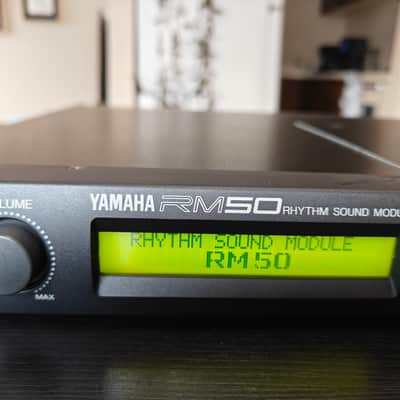 YAMAHA RM50 RHYTHM SOUND MODU
LUME
RHYTHM SOUND MODULE
RM50
MAX